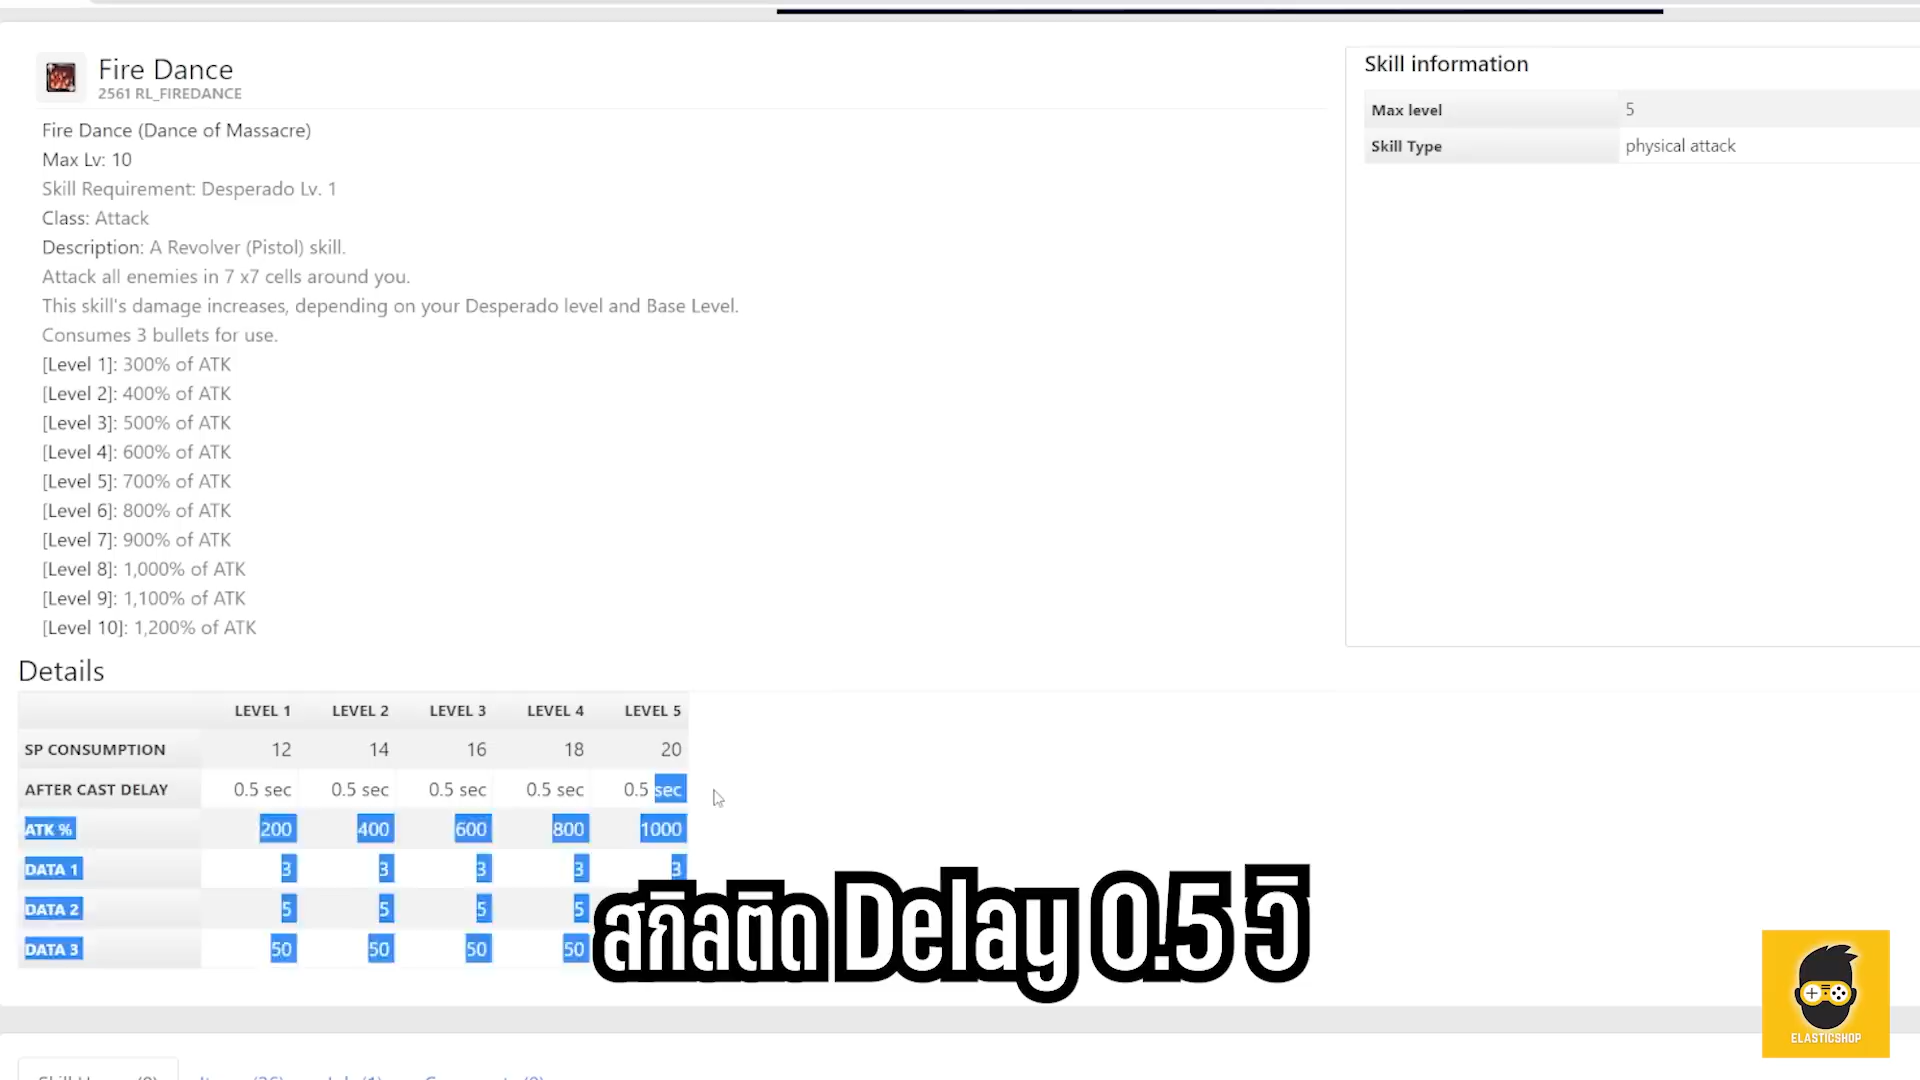 Fire Dance
2561 RL_FIREDANCE
Fire Dance (Dance of Massacre)
Max Lv: 10
Skill Requirement: Desperado Lv. 1
Class: Attack
Description: A Revolver (Pistol) skill.
Attack all enemies in 7 x7 cells around you.
This skill's damage increases, depending on your Desperado level and Base Level.
Consumes 3 bullets for use.
[Level 1]: 300% of ATK
[Level 2]: 400% of ATK
[Level 3]: 500% of ATK
[Level 4]: 600% of ATK
[Level 5]: 700% of ATK
[Level 6]: 800% of ATK
[Level 7]: 900% of ATK
[Level 8]: 1,000% of ATK
[Level 9]: 1,100% of ATK
[Level 10]: 1,200% of ATK
Skill information
Max level 5
Skill Type physical attack
Details
LEVEL 1 LEVEL 2 LEVEL 3 LEVEL 4 LEVEL 5
SP CONSUMPTION 12 14 16 18 20
AFTER CAST DELAY 0.5 sec 0.5 sec 0.5 sec 0.5 sec 0.5 sec
ATK % 200 400 600 800 1000
DATA 1 3 3 3 3 3
DATA 2 5 5 5 5
DATA 3 50 50 50 50
สกิลติด Delay 0.5 วิ
ELASTICSHOP